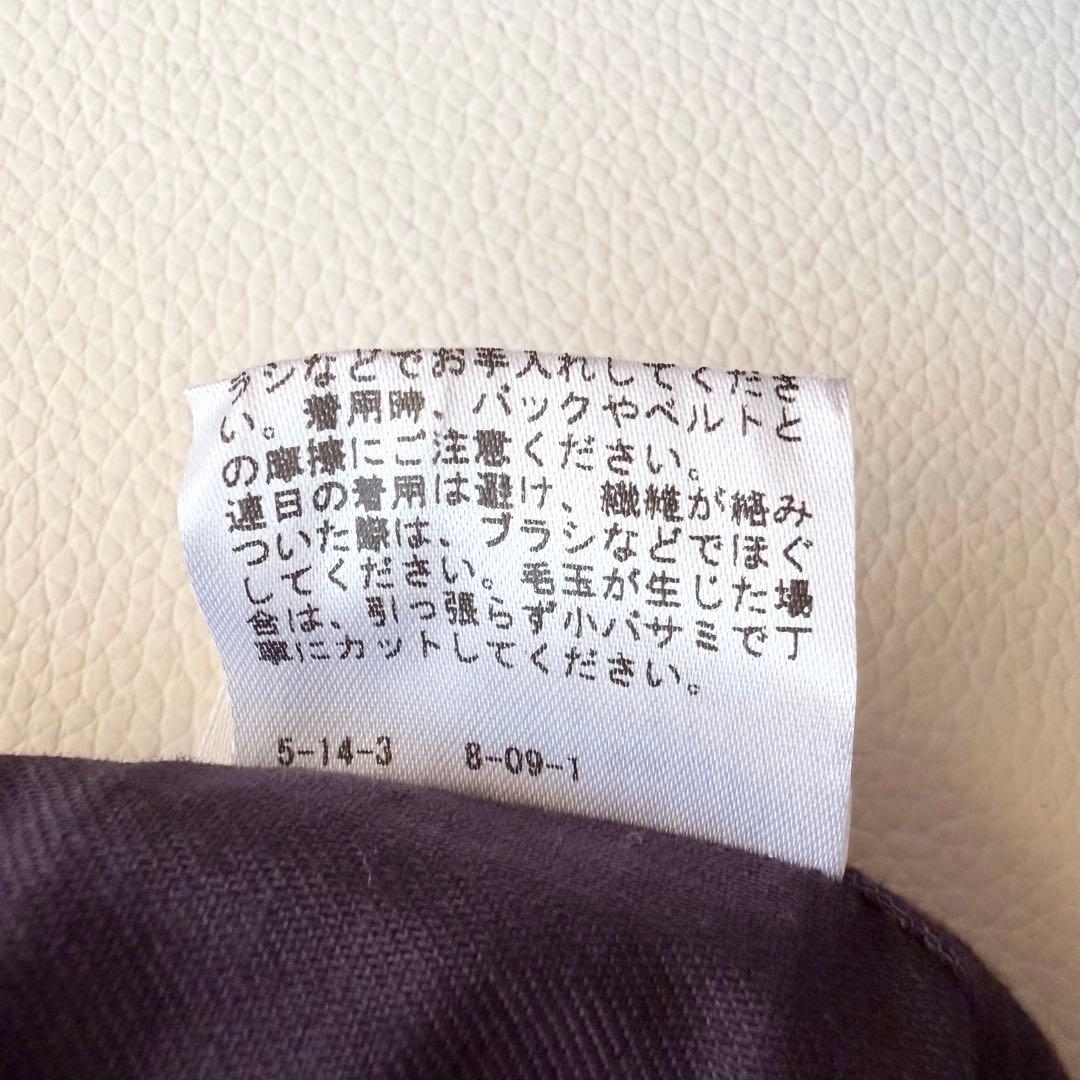 ラシなどでお手入れしてくださ
い。着用時、バックやベルトと
の摩擦にご注意ください。
連日の着用は避け、繊維が絡み
ついた際は、ブラシなどでほぐ
してください。毛玉が生じた場
合は、引っ張らず小バサミで丁
寧にカットしてください。
5-14-3 8-09-1